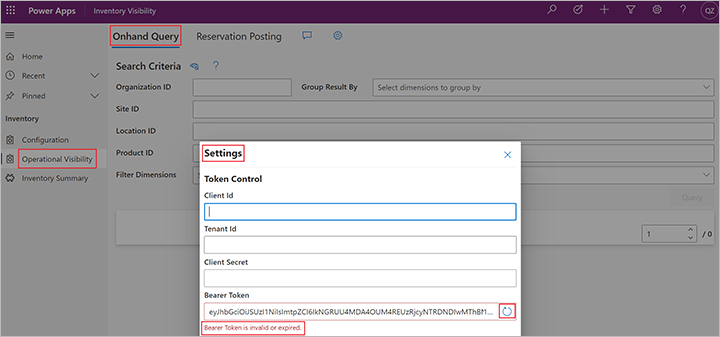 Power Apps
Inventory Visibility
QZ
Onhand Query
Reservation Posting
Home
Search Criteria
?
Recent
Organization ID
Group Result By
Select dimensions to group by
Pinned
Site ID
Inventory
Location ID
Configuration
Product ID
Operational Visibility
Inventory Summary
Filter Dimensions
Query
1
/ 0
Settings
Token Control
Client Id
Tenant Id
Client Secret
Bearer Token
Bearer Token is invalid or expired.